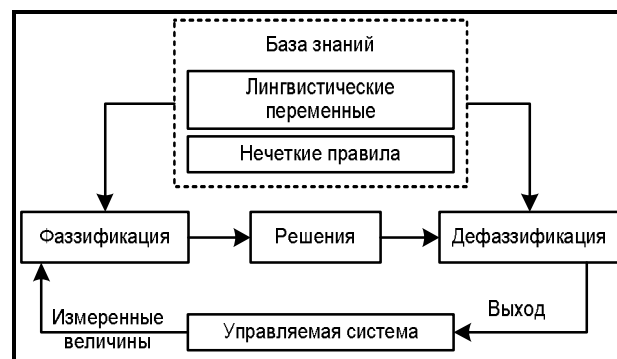 База знаний
Лингвистические
переменные
Нечеткие правила
Фаззификация
Решения
Дефаззификация
Измеренные
величины
Управляемая система
Выход